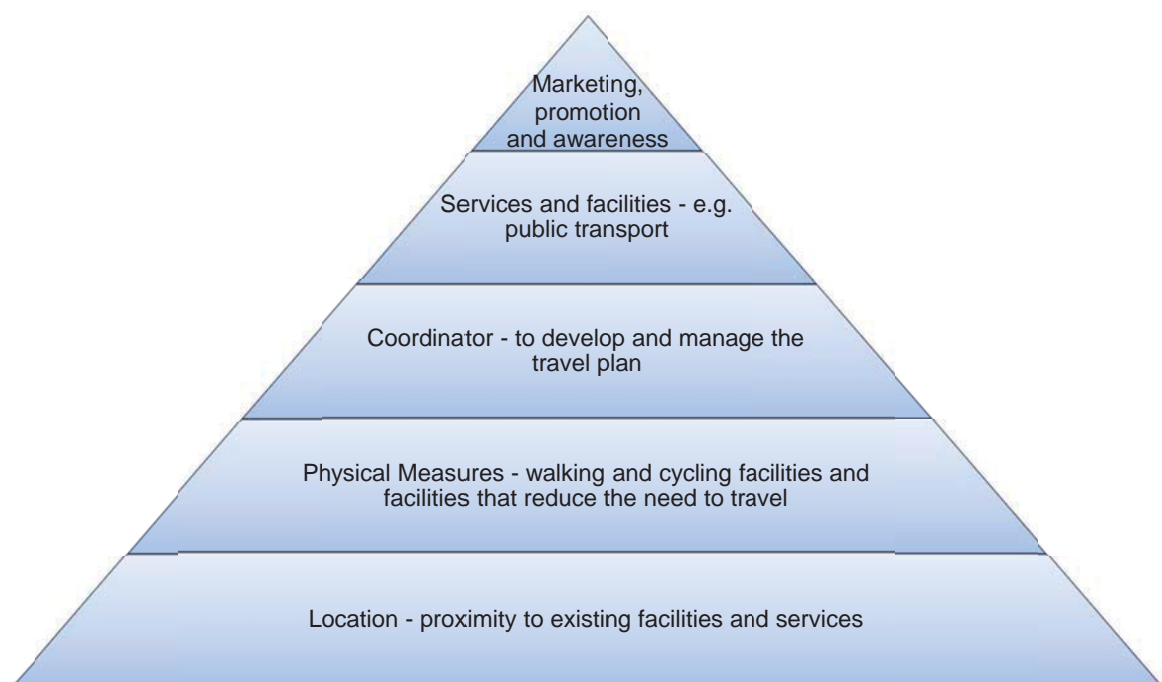 Marketing,
promotion
and awareness
Services and facilities - e.g.
public transport
Coordinator - to develop and manage the
travel plan
Physical Measures - walking and cycling facilities and
facilities that reduce the need to travel
Location - proximity to existing facilities and services